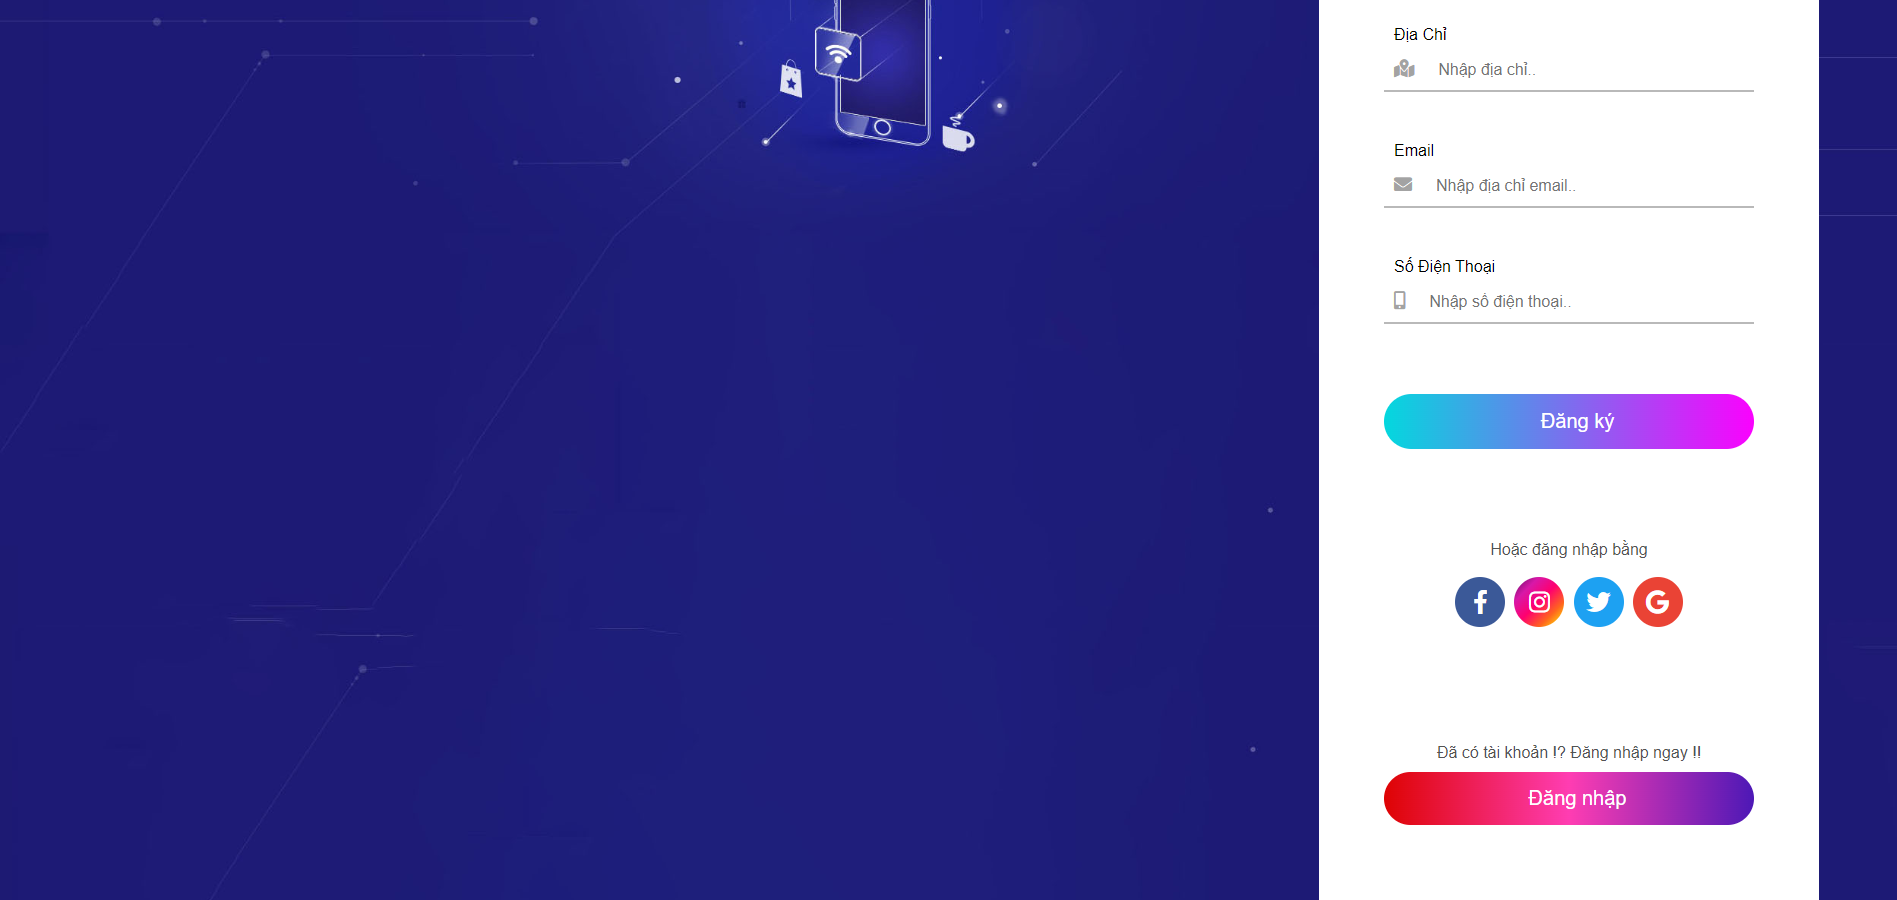 Địa Chỉ
Nhập địa chỉ..
Email
Nhập địa chỉ email..
Số Điện Thoại
Nhập số điện thoại..
Đăng ký
Hoặc đăng nhập bằng
Đã có tài khoản !? Đăng nhập ngay !!
Đăng nhập